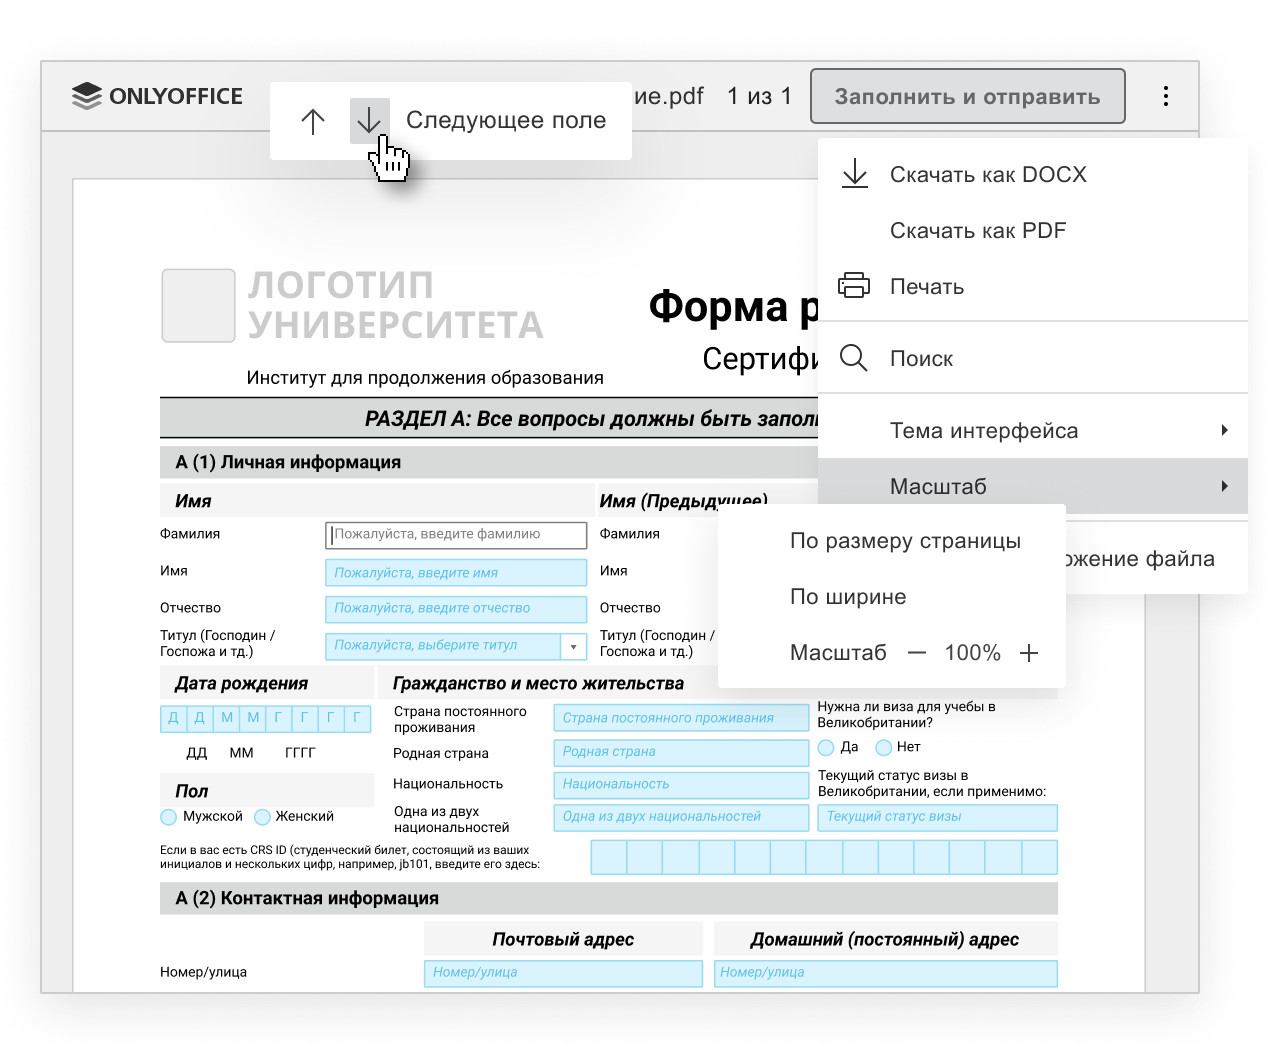 ONLYOFFICE
Следующее поле
ие.pdf
1 из 1
Заполнить и отправить
Скачать как DOCX
Скачать как PDF
Печать
Поиск
Тема интерфейса
Масштаб
По размеру страницы
По ширине
Масштаб — 100% +
ожение файла
ЛОГОТИП
УНИВЕРСИТЕТА
Институт для продолжения образования
Форма р
Сертифи
РАЗДЕЛ А: Все вопросы должны быть запол
А (1) Личная информация
Имя
Имя (Предыдущее)
Фамилия
Пожалуйста, введите фамилию
Фамилия
Имя
Пожалуйста, введите имя
Имя
Отчество
Пожалуйста, введите отчество
Отчество
Титул (Господин /
Госпожа и тд.)
Пожалуйста, выберите титул
Титул (Господин /
Госпожа и тд.)
Дата рождения
Д Д М М Г Г Г Г
ДД ММ ГГГГ
Пол
Мужской
Женский
Гражданство и место жительства
Страна постоянного
проживания
Страна постоянного проживания
Родная страна
Родная страна
Национальность
Национальность
Одна из двух
национальностей
Одна из двух национальностей
Нужна ли виза для учебы в
Великобритании?
Да
Нет
Текущий статус визы в
Великобритании, если применимо:
Текущий статус визы
Если в вас есть CRS ID (студенческий билет, состоящий из ваших
инициалов и нескольких цифр, например, jb101, введите его здесь:
А (2) Контактная информация
Почтовый адрес
Домашний (постоянный) адрес
Номер/улица
Номер/улица
Номер/улица